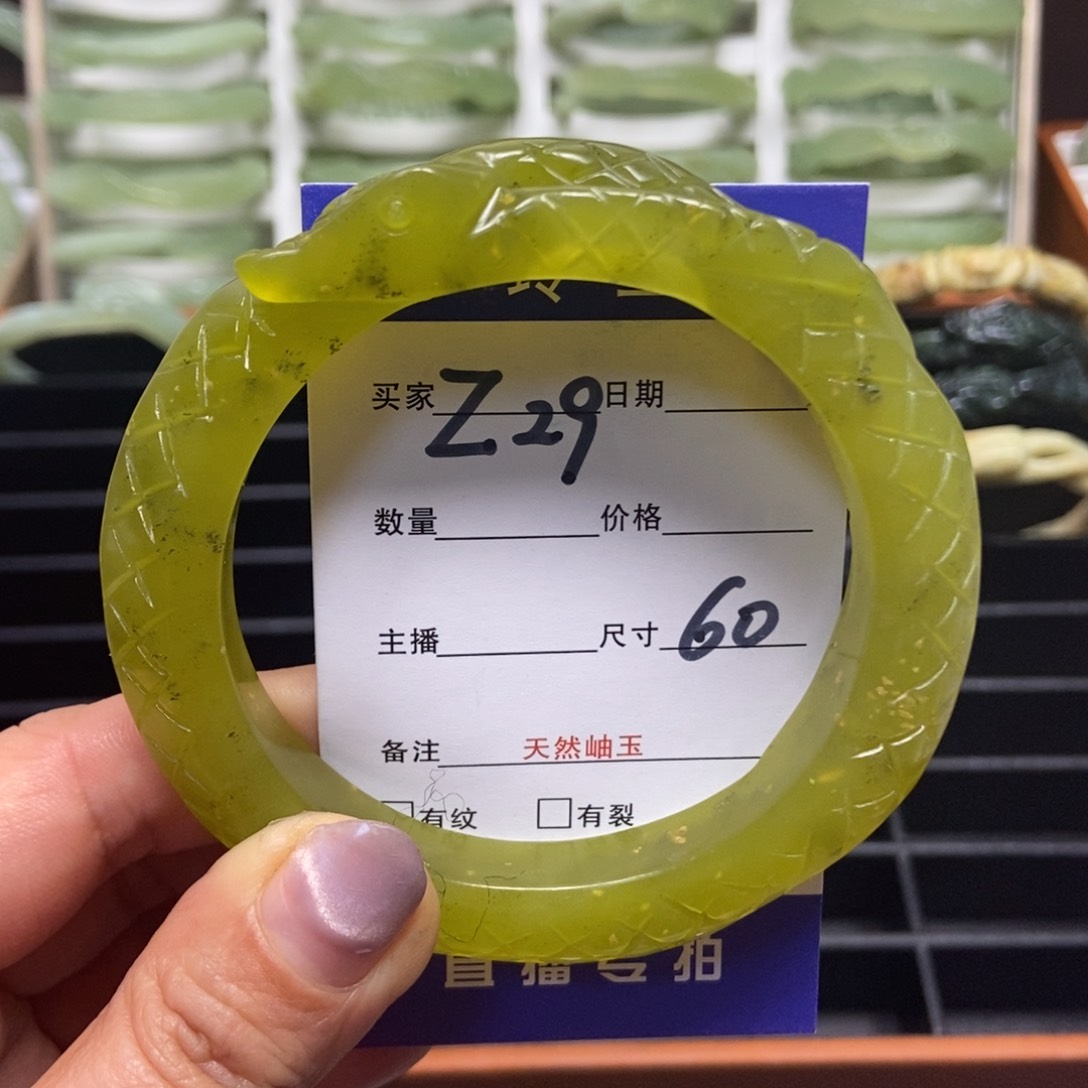 买家 Z29 日期
数量 价格
主播 尺寸 60
备注 天然岫玉
□有纹 □有裂
直播专拍